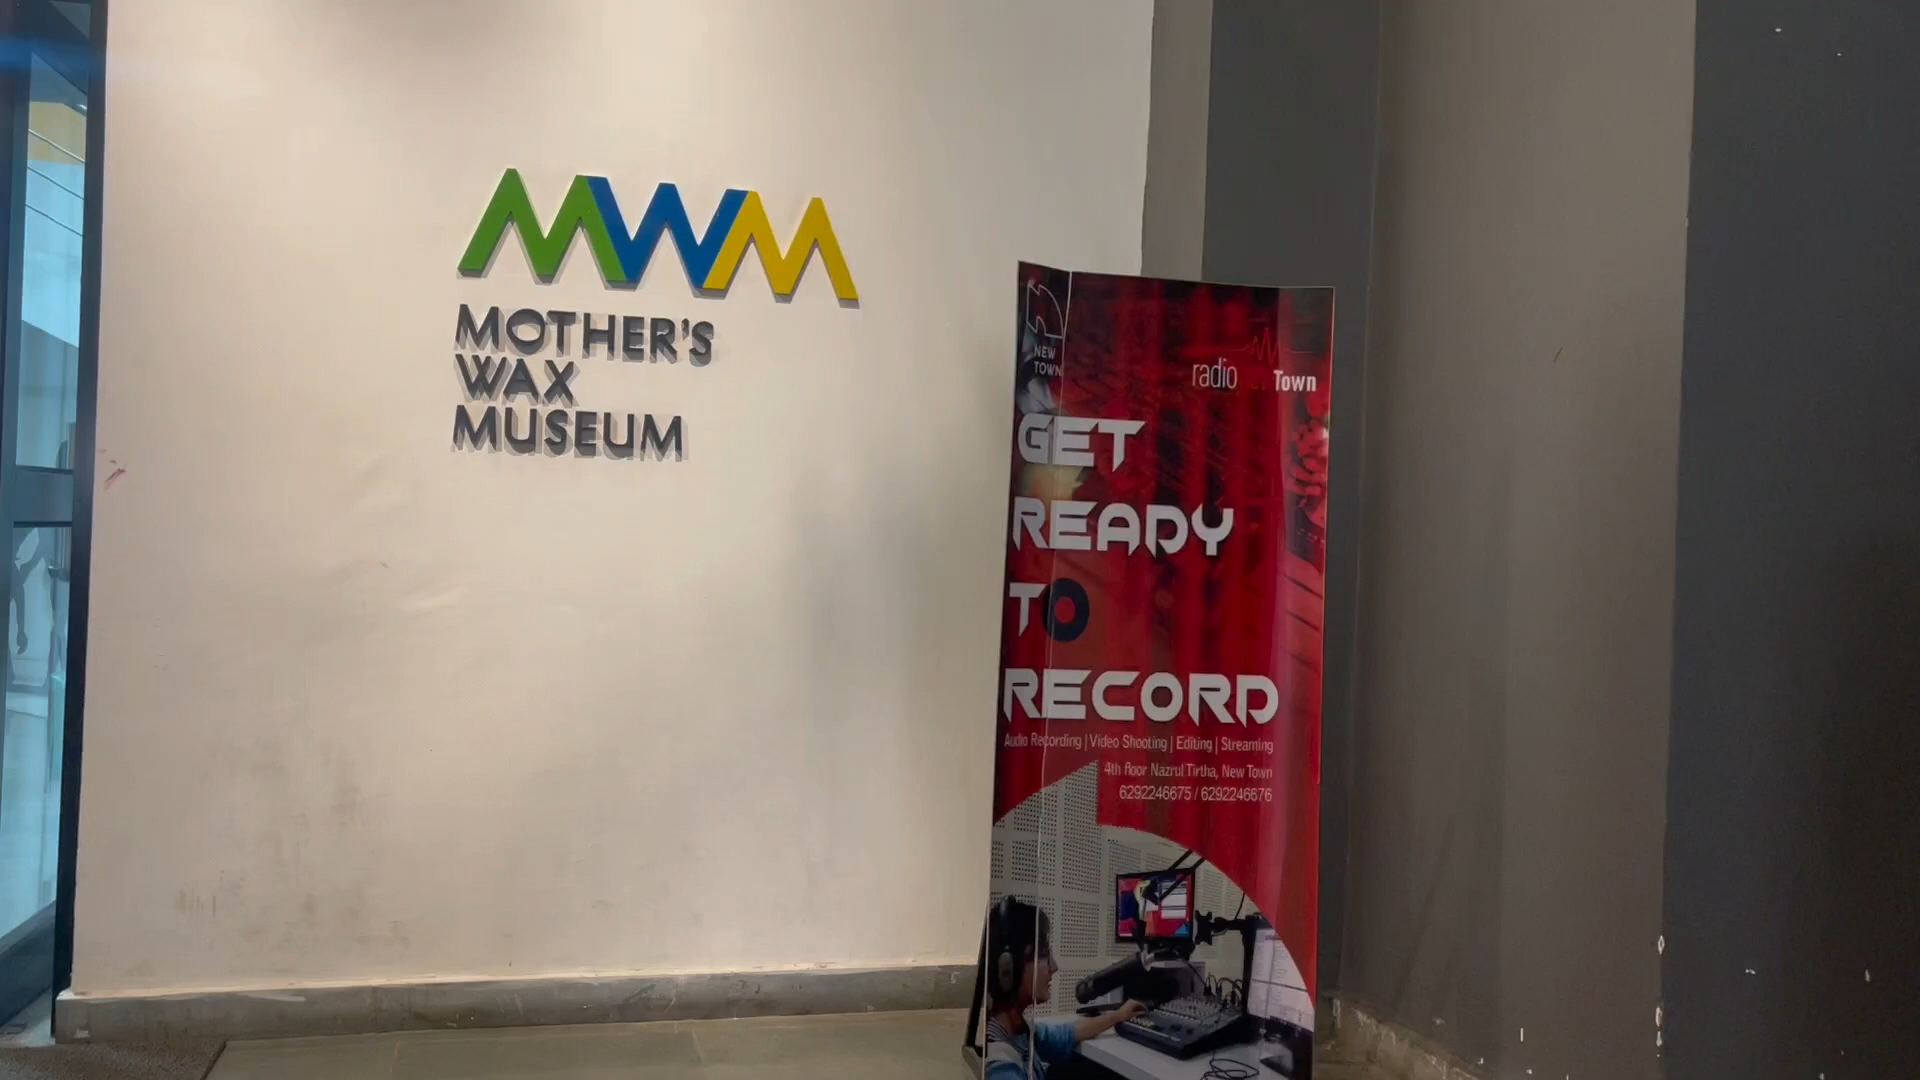 MWM
MOTHER'S
WAX
MUSEUM
NEW
TOWN
radio Town
GET
READY
TO
RECORD
Audio Recording | Video Shooting | Editing | Streaming
4th floor Nazrul Tirtha, New Town
6292246675 / 6292246676